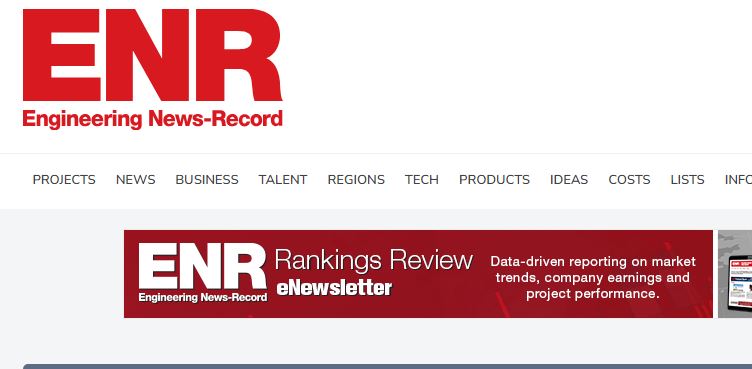 ENR
Engineering News-Record
PROJECTS NEWS BUSINESS TALENT REGIONS TECH PRODUCTS IDEAS COSTS LISTS INFO
ENR Rankings Review
Engineering News-Record eNewsletter
Data-driven reporting on market
trends, company earnings and
project performance.